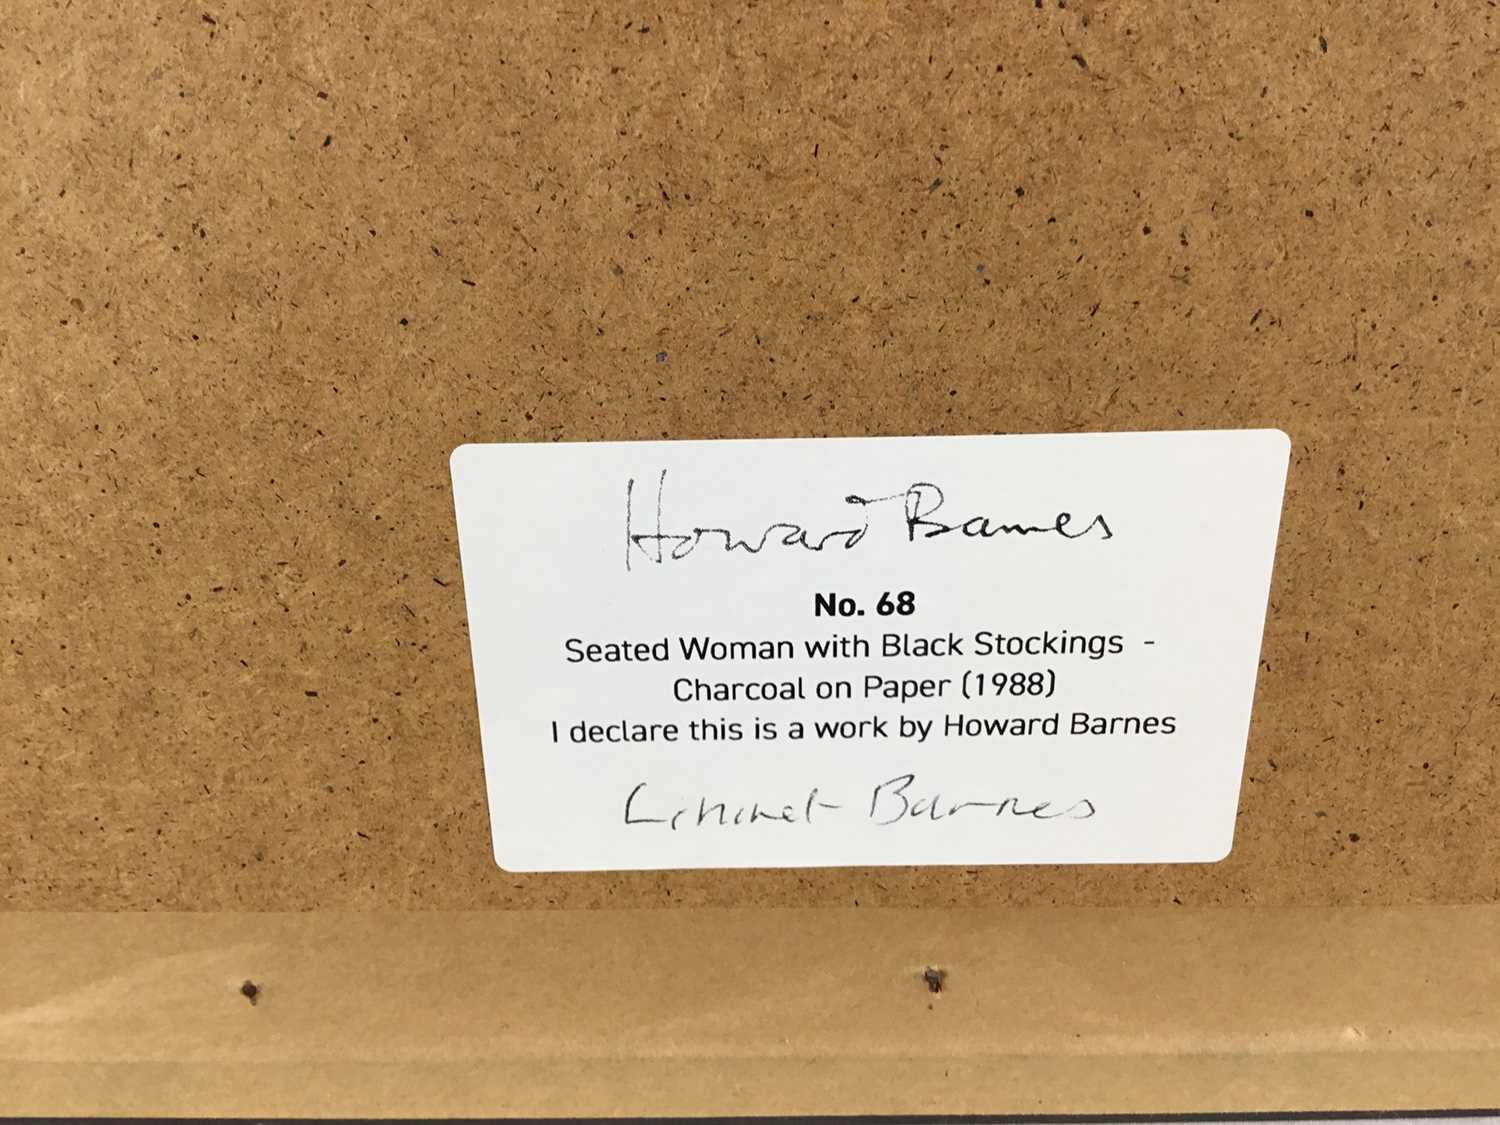 Howard Barnes
No. 68
Seated Woman with Black Stockings -
Charcoal on Paper (1988)
I declare this is a work by Howard Barnes
Barnes